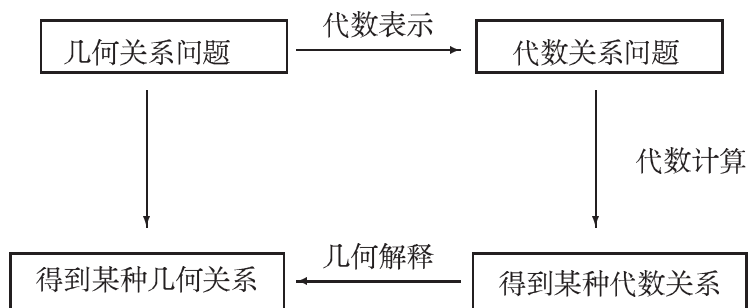 代数表示
几何关系问题
代数关系问题
代数计算
几何解释
得到某种几何关系
得到某种代数关系